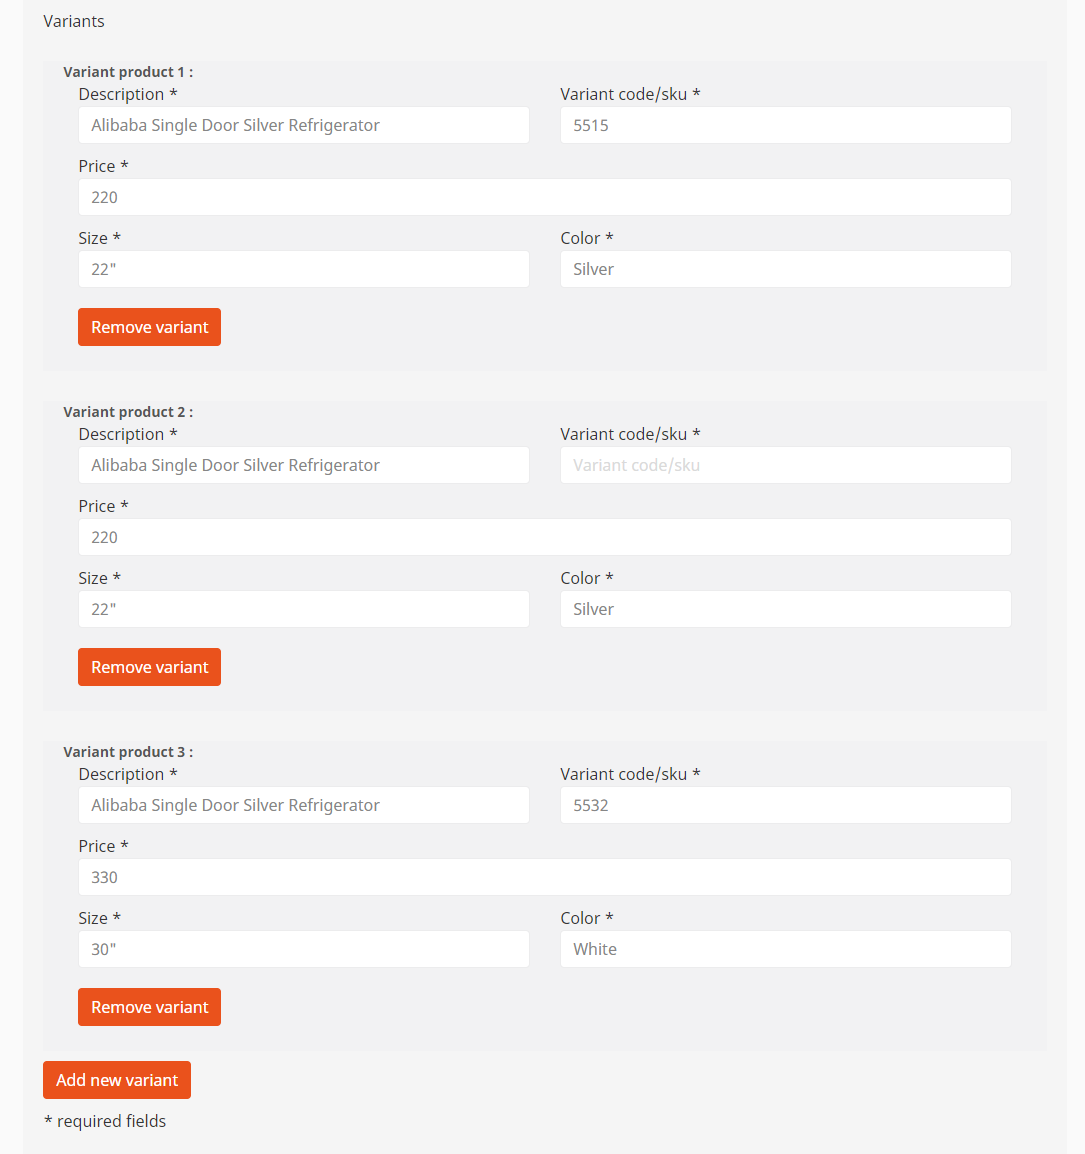 Variants
Variant product 1 :
Description * Variant code/sku *
Alibaba Single Door Silver Refrigerator 5515
Price *
220
Size * Color *
22" Silver
Remove variant
Variant product 2 :
Description * Variant code/sku *
Alibaba Single Door Silver Refrigerator Variant code/sku
Price *
220
Size * Color *
22" Silver
Remove variant
Variant product 3 :
Description * Variant code/sku *
Alibaba Single Door Silver Refrigerator 5532
Price *
330
Size * Color *
30" White
Remove variant
Add new variant
* required fields